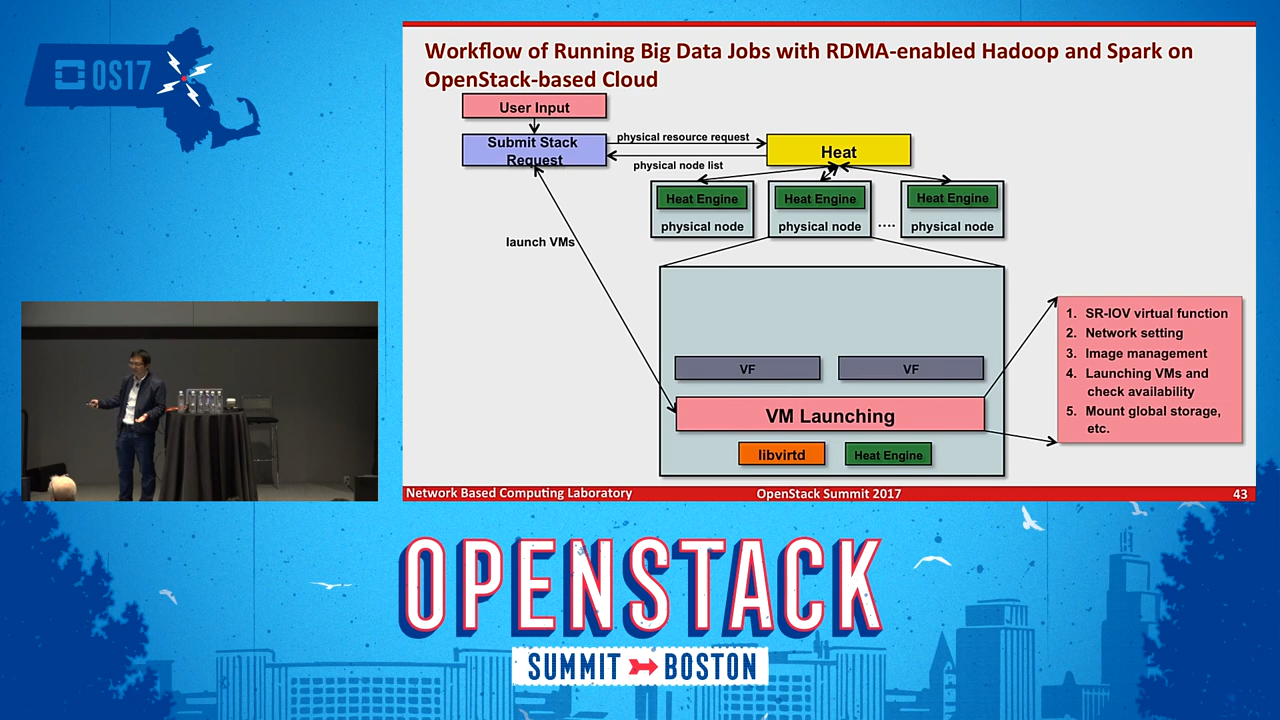 OS17
Workflow of Running Big Data Jobs with RDMA-enabled Hadoop and Spark on
OpenStack-based Cloud
User Input
Submit Stack
Request
physical resource request
physical node list
Heat
Heat Engine
physical node
Heat Engine
physical node
....
Heat Engine
physical node
launch VMs
VF
VF
VM Launching
libvirtd
Heat Engine
1. SR-IOV virtual function
2. Network setting
3. Image management
4. Launching VMs and
check availability
5. Mount global storage,
etc.
Network Based Computing Laboratory
OpenStack Summit 2017
43
OPENSTACK
SUMMIT BOSTON